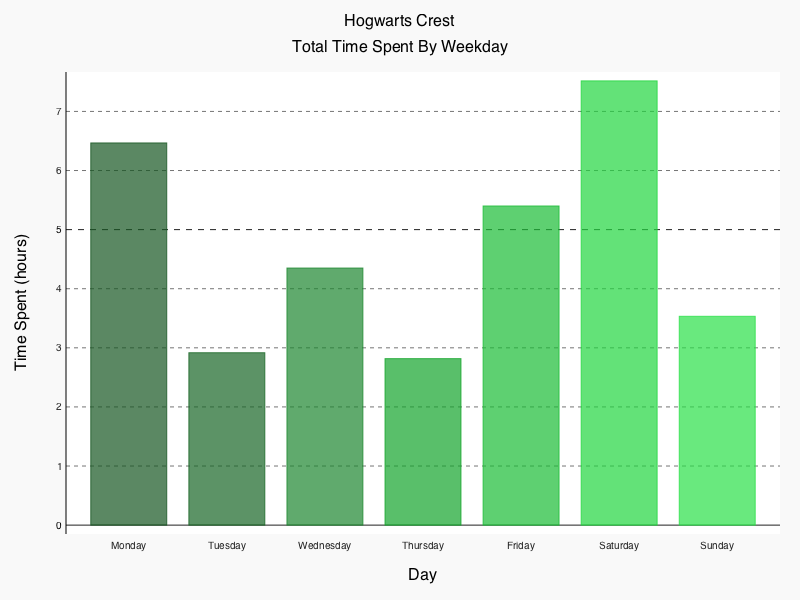 Hogwarts Crest
Total Time Spent By Weekday
Time Spent (hours)
7
6
5
4
3
2
1
0
Monday Tuesday Wednesday Thursday Friday Saturday Sunday
Day